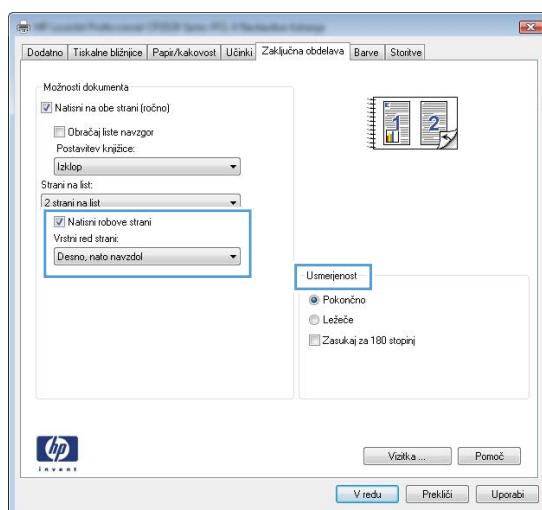 Dodatno Tiskalne bližnjice Papir/kakovost Učinki Zaključna obdelava Barve Storitve
Možnosti dokumenta
Natisni na obe strani (ročno)
Obračaj liste navzgor
Postavitev knjižice:
Izklop
Strani na list:
2 strani na list
Natisni robove strani
Vrstni red strani:
Desno, nato navzdol
1 2
Usmerjenost
Pokončno
Ležeče
Zasukaj za 180 stopinj
hp
invent
Vizitka ... Pomoč
V redu Prekliči Uporabi